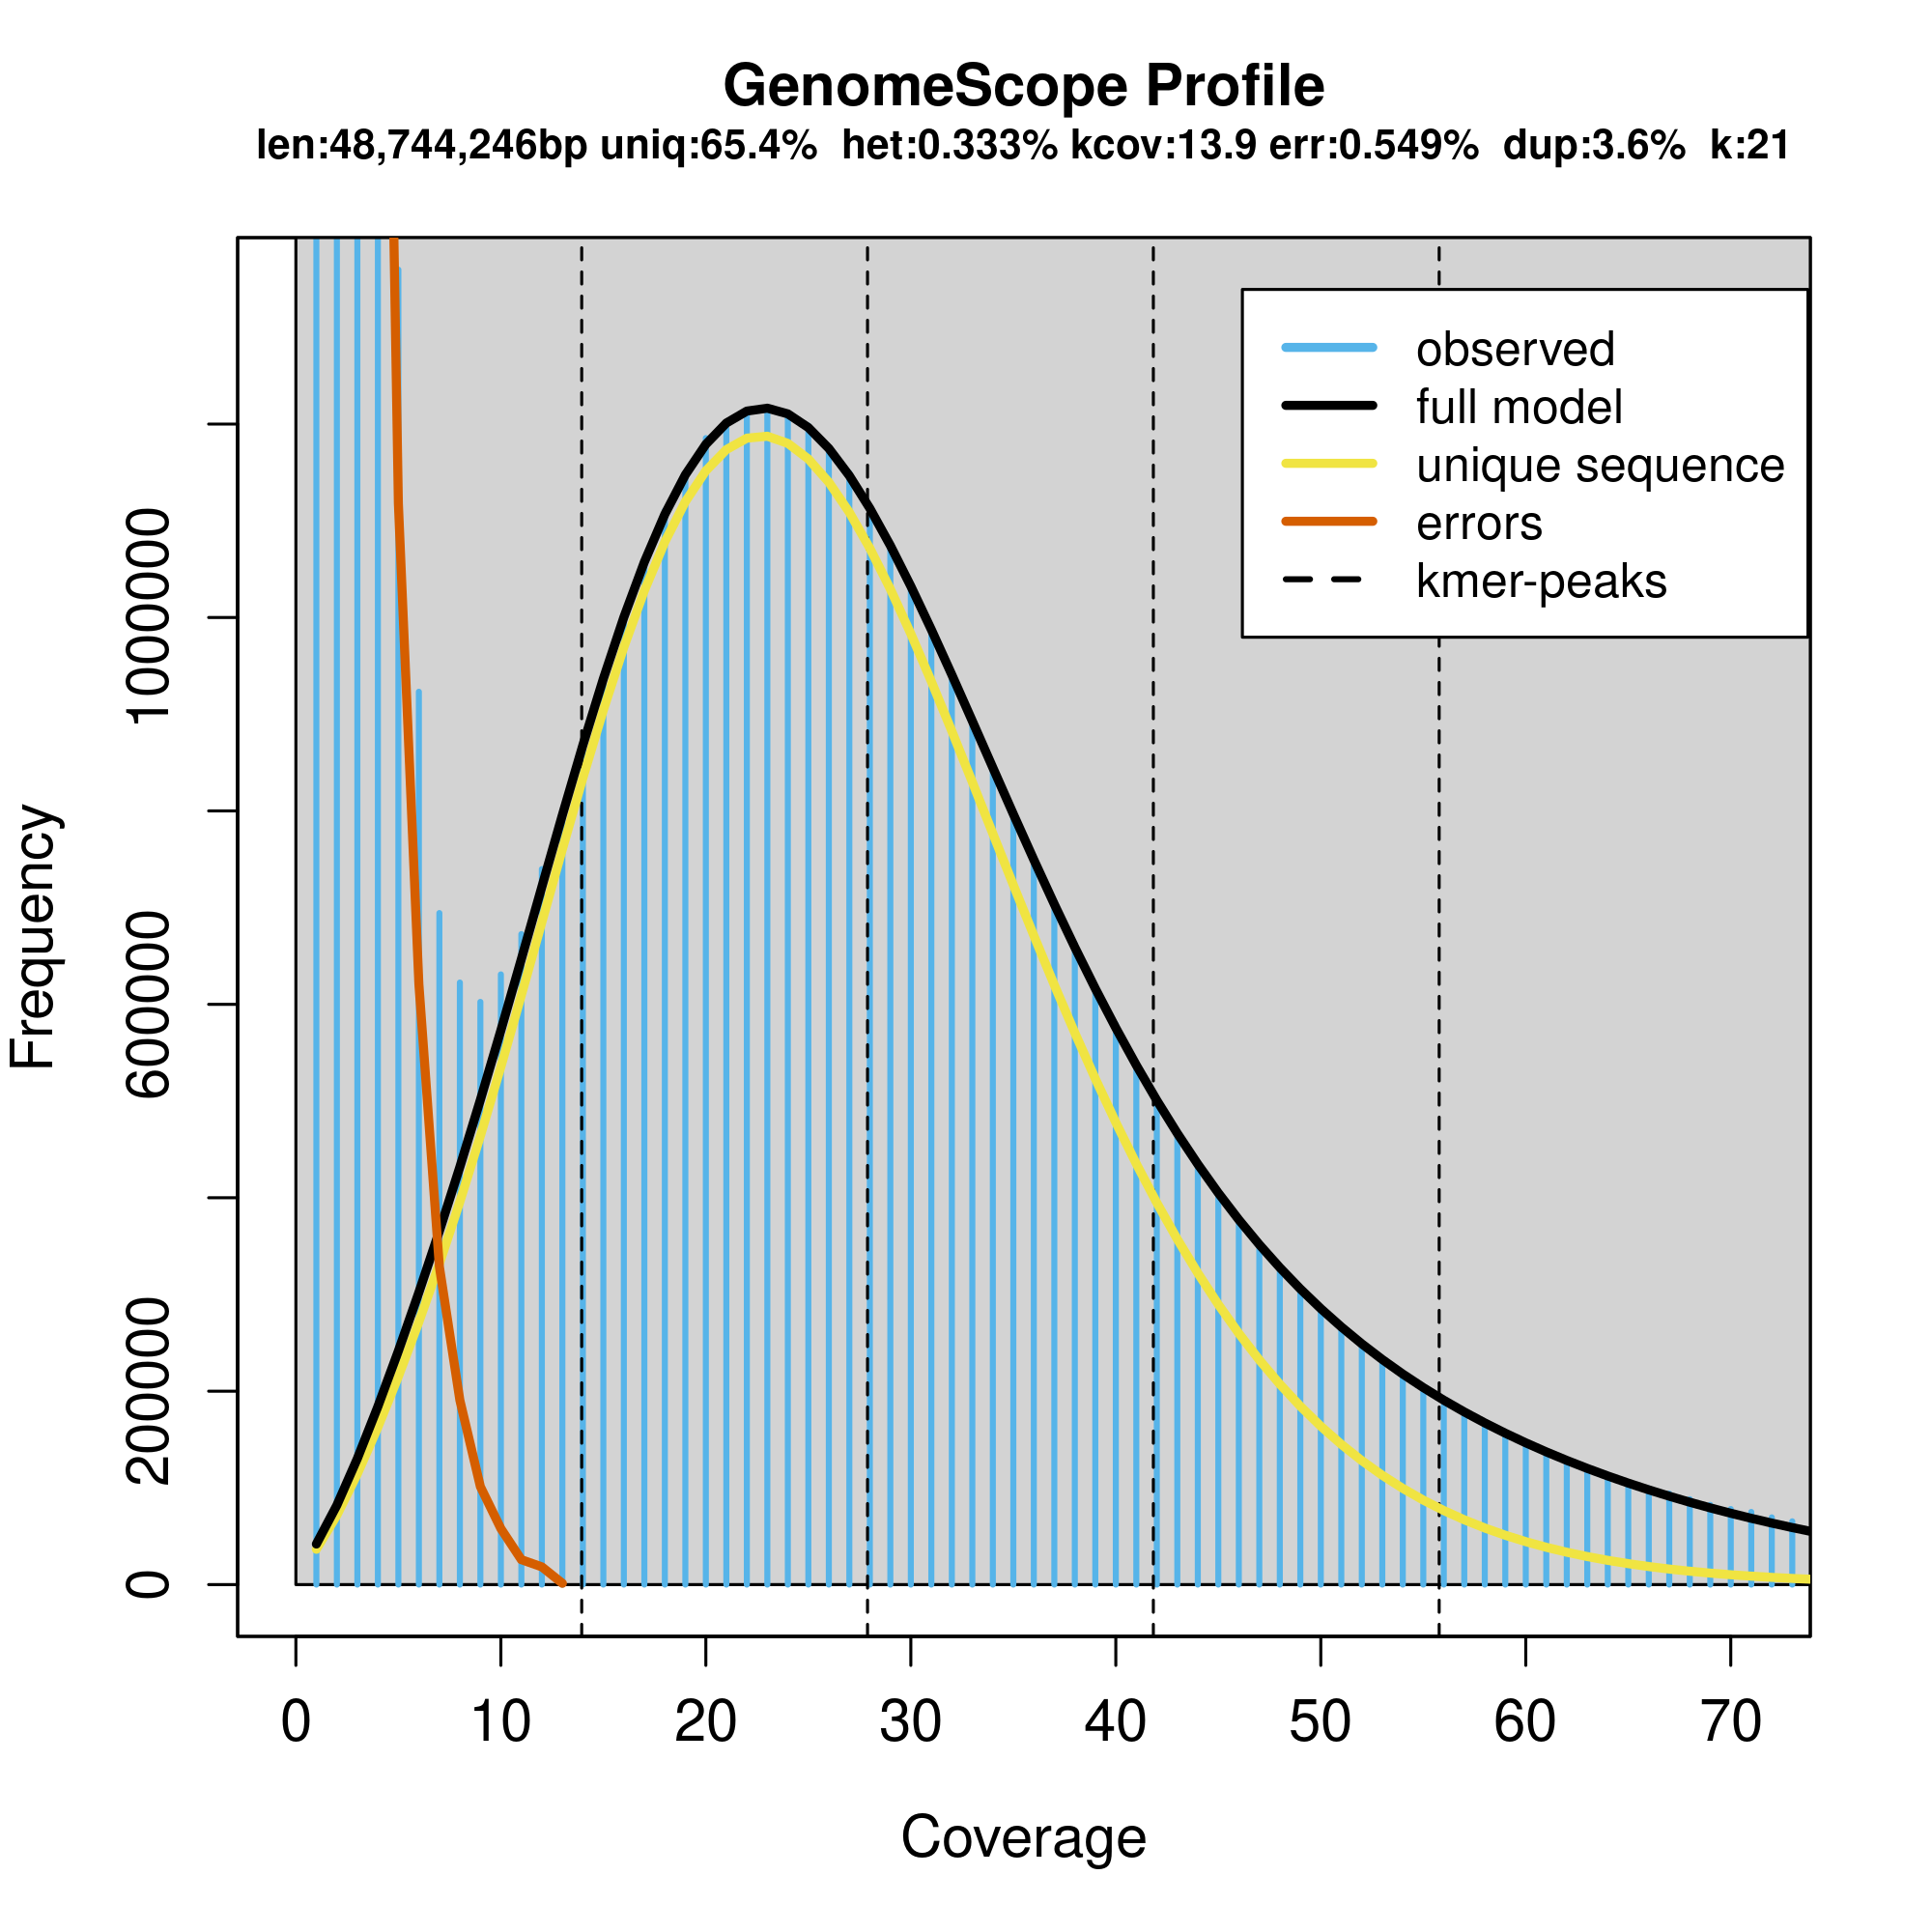 GenomeScope Profile
len:48,744,246bp uniq:65.4% het:0.333% kcov:13.9 err:0.549% dup:3.6% k:21
observed
full model
unique sequence
errors
kmer-peaks
Frequency
1000000
600000
200000
0
0 10 20 30 40 50 60 70
Coverage